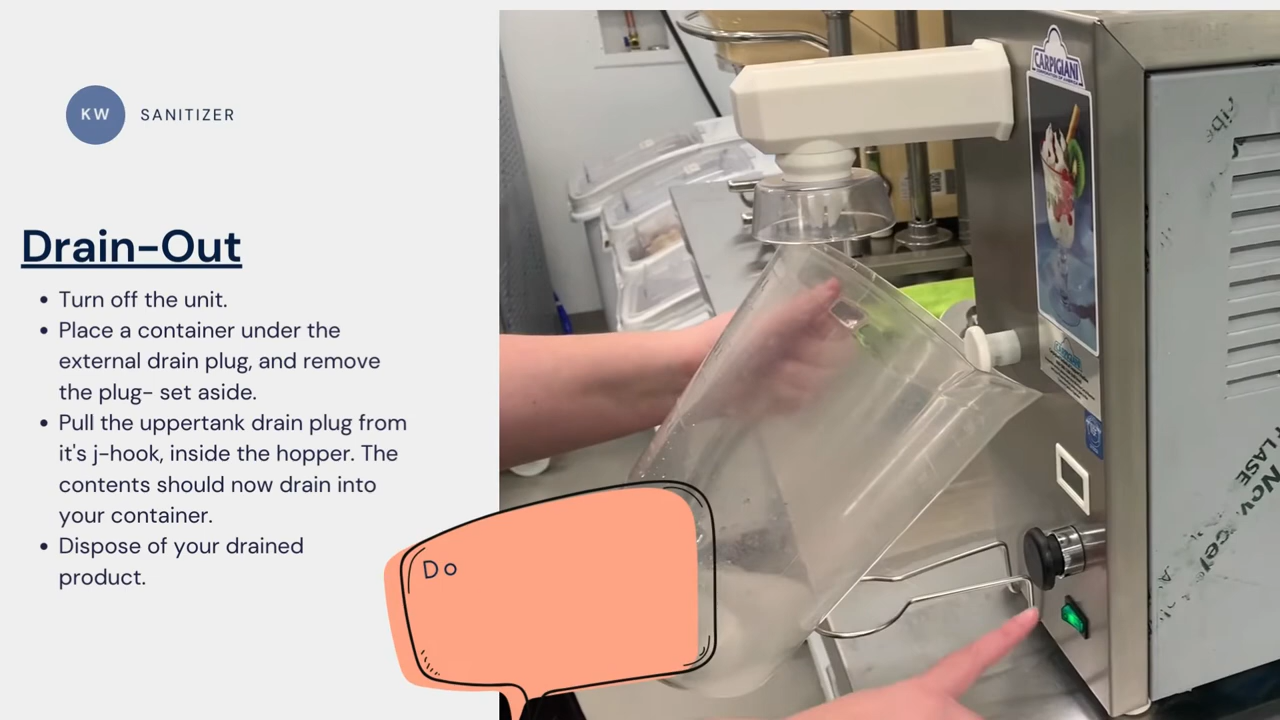 KW SANITIZER
Drain-Out
• Turn off the unit.
• Place a container under the
external drain plug, and remove
the plug- set aside.
• Pull the uppertank drain plug from
it's j-hook, inside the hopper. The
contents should now drain into
your container.
• Dispose of your drained
product.
Do
CARPIGIANI